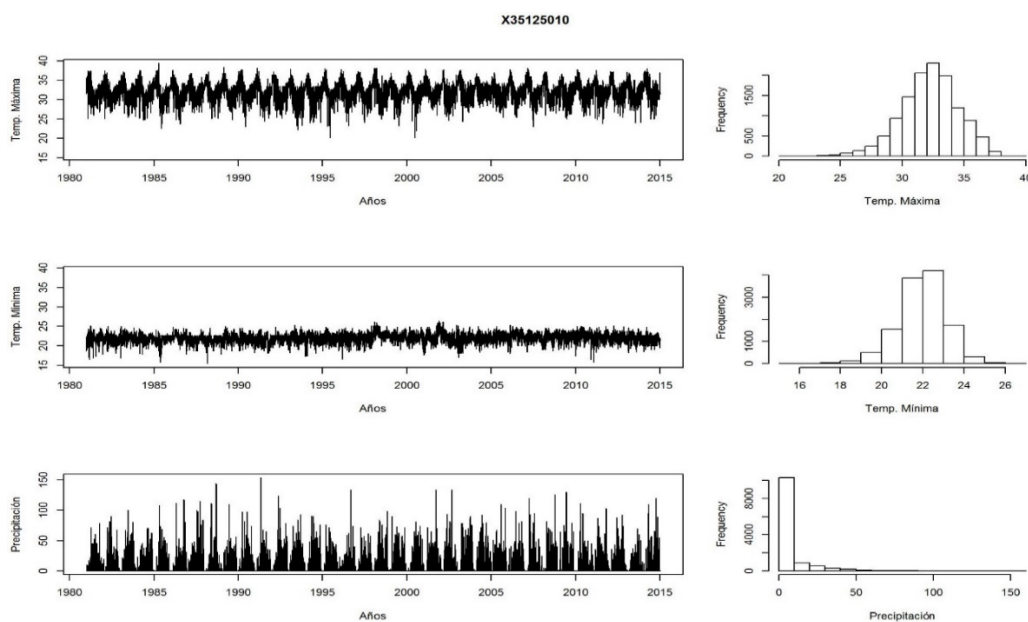 X35125010
Temp. Máxima
15 20 25 30 35 40
1980 1985 1990 1995 2000 2005 2010 2015
Años
Frequency
0 500 1500
20 25 30 35 40
Temp. Máxima
Temp. Mínima
15 20 25 30 35 40
1980 1985 1990 1995 2000 2005 2010 2015
Años
Frequency
0 1000 3000
16 18 20 22 24 26
Temp. Mínima
Precipitación
0 50 100 150
1980 1985 1990 1995 2000 2005 2010 2015
Años
Frequency
0 4000 8000
0 50 100 150
Precipitación